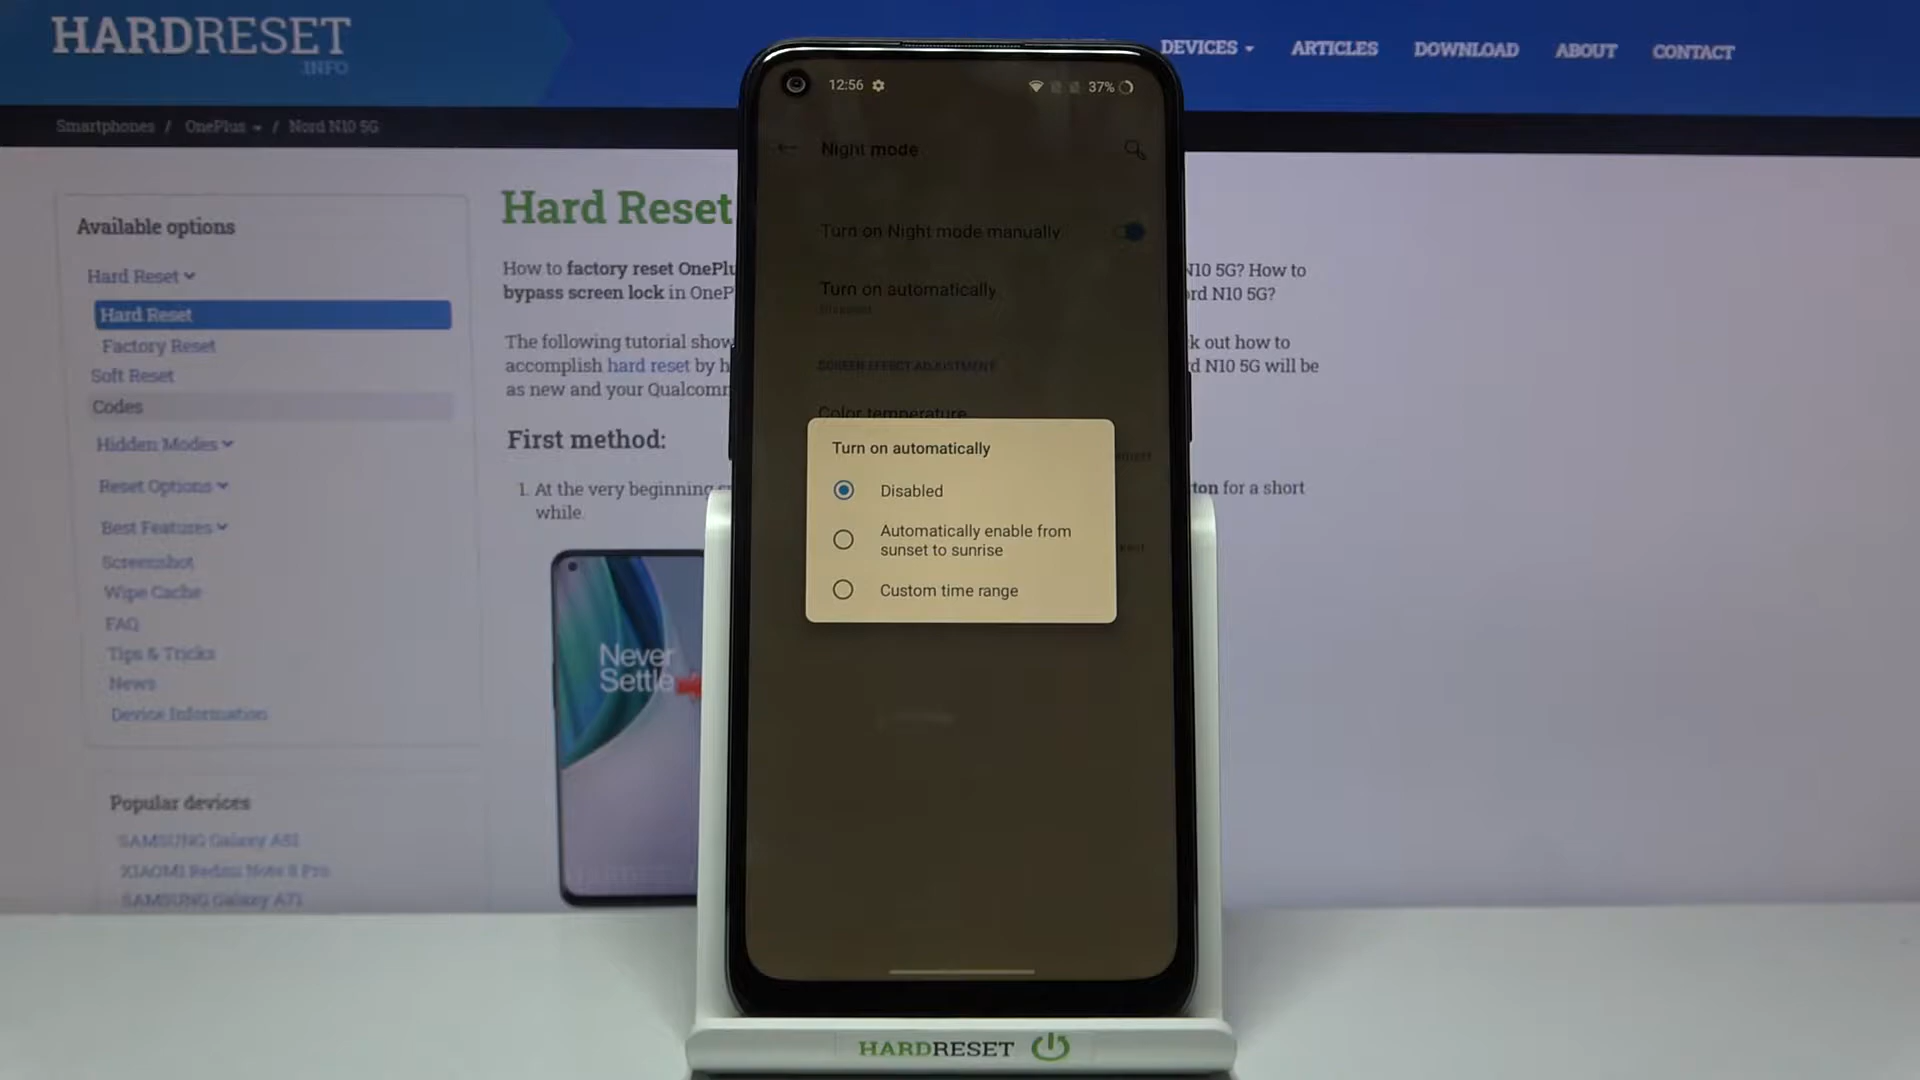 HARDRESET
.INFO
DEVICES
ARTICLES
DOWNLOAD
ABOUT
CONTACT
Smartphones / OnePlus / Nord N10 5G
Available options
Hard Reset
Hard Reset
Factory Reset
Soft Reset
Codes
Hidden Modes
Reset Options
Best Features
Screenshot
Wipe Cache
FAQ
Tips & Tricks
News
Device Information
Popular devices
SAMSUNG Galaxy A51
XIAOMI Redmi Note 8 Pro
SAMSUNG Galaxy A71
Hard Reset
How to factory reset OnePlu
bypass screen lock in OneP
The following tutorial show
accomplish hard reset by h
as new and your Qualcomm
First method:
1. At the very beginning
while.
N10 5G? How to
rd N10 5G?
k out how to
d N10 5G will be
ton for a short
Never
Settle
12:56
37%
Night mode
Turn on Night mode manually
Turn on automatically
Disabled
SCREEN EFFECT ADJUSTMENT
Color temperature
Turn on automatically
Disabled
Automatically enable from
sunset to sunrise
Custom time range
HARDRESET